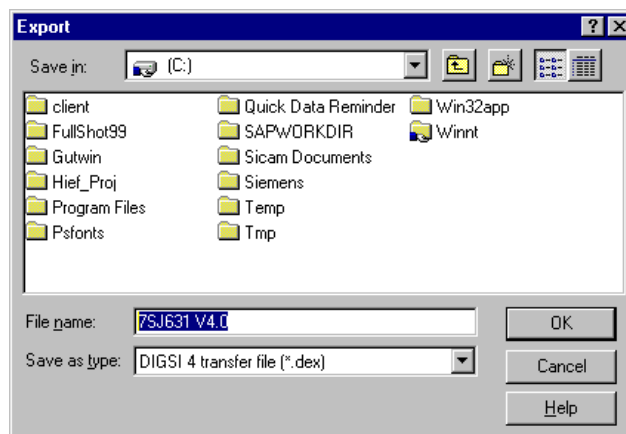 Export
Save in: (C:)
client Quick Data Reminder Win32app
FullShot99 SAPWORKDIR Winnt
Gutwin Sicam Documents
Hief_Proj Siemens
Program Files Temp
Psfonts Tmp
File name: 7SJ631 V4.0 OK
Save as type: DIGSI 4 transfer file (*.dex) Cancel
Help